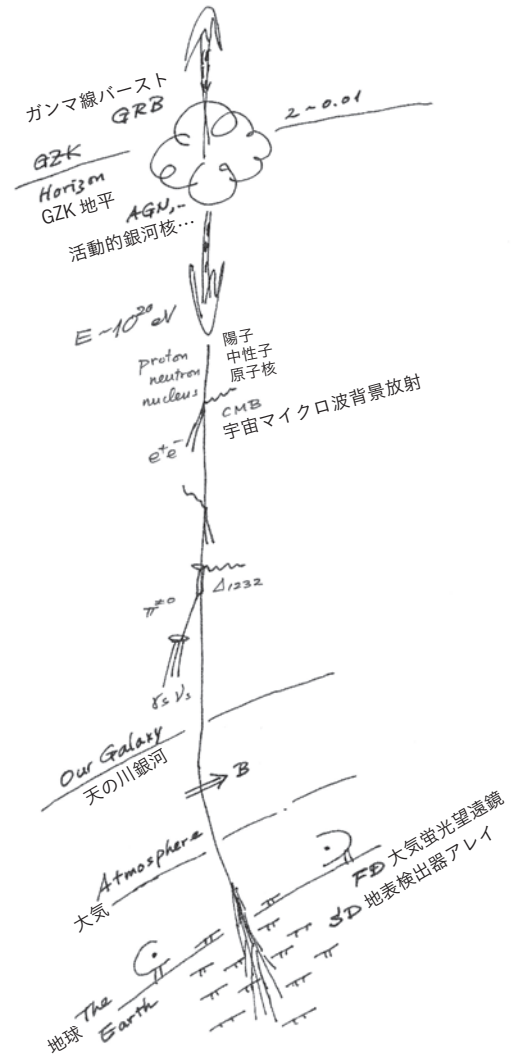 ガンマ線バースト
GRB
2~0.01
GZK
Horizon
GZK 地平
AGN,..
活動的銀河核…
E~10²⁰ eV
proton
neutron
nucleus
陽子
中性子
原子核
CMB
宇宙マイクロ波背景放射
e⁺e⁻
Δ1232
π^±0
γs νs
Our Galaxy
天の川銀河
B
Atmosphere
大気
FD 大気蛍光望遠鏡
SD 地表検出器アレイ
The
地球 Earth